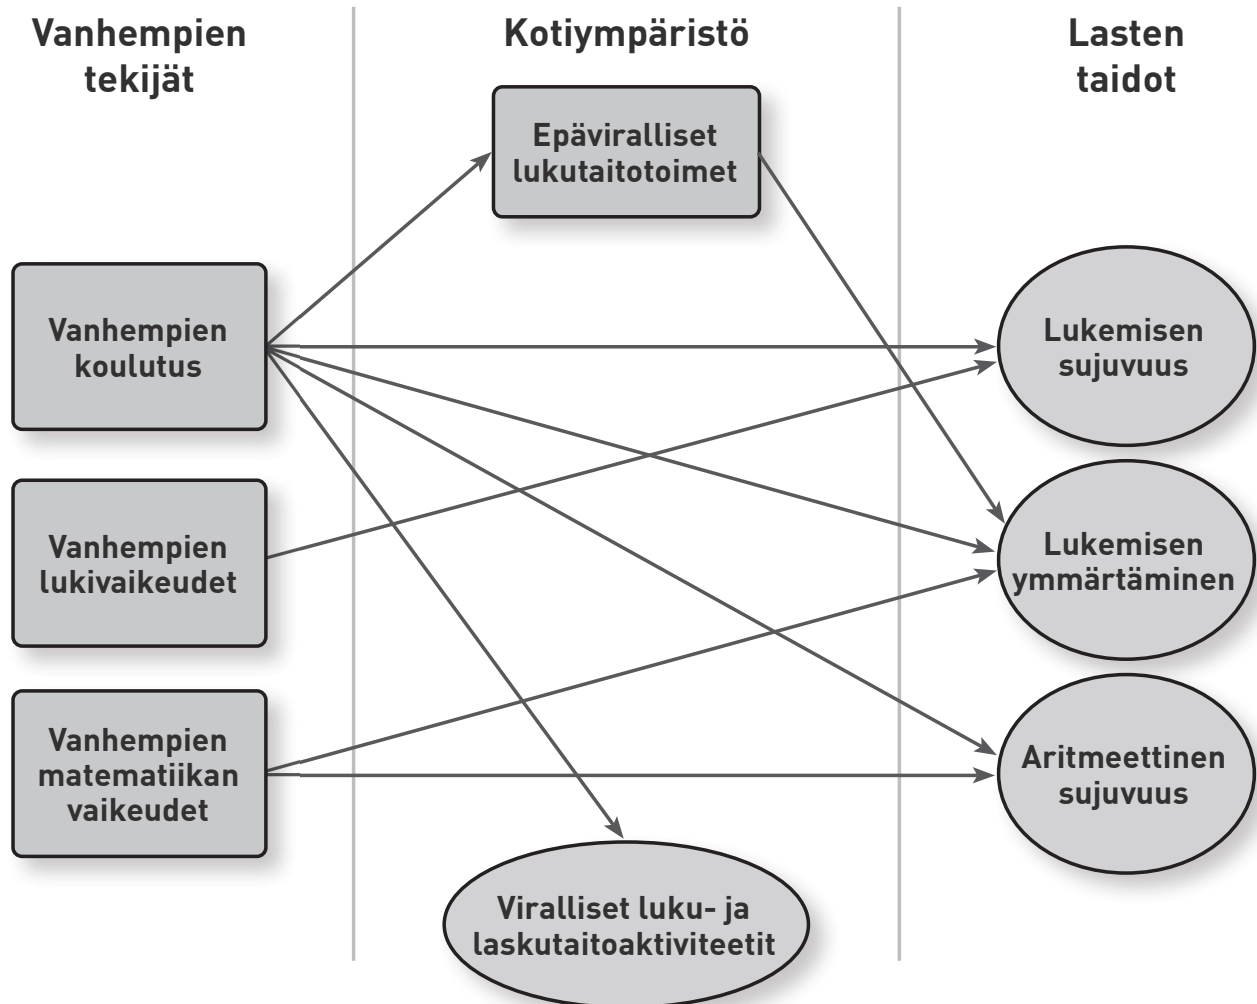 Vanhempien
tekijät
Kotiympäristö
Lasten
taidot
Epäviralliset
lukutaitotoimet
Vanhempien
koulutus
Lukemisen
sujuvuus
Vanhempien
lukivaikeudet
Lukemisen
ymmärtäminen
Vanhempien
matematiikan
vaikeudet
Aritmeettinen
sujuvuus
Viralliset luku- ja
laskutaitoaktiviteetit